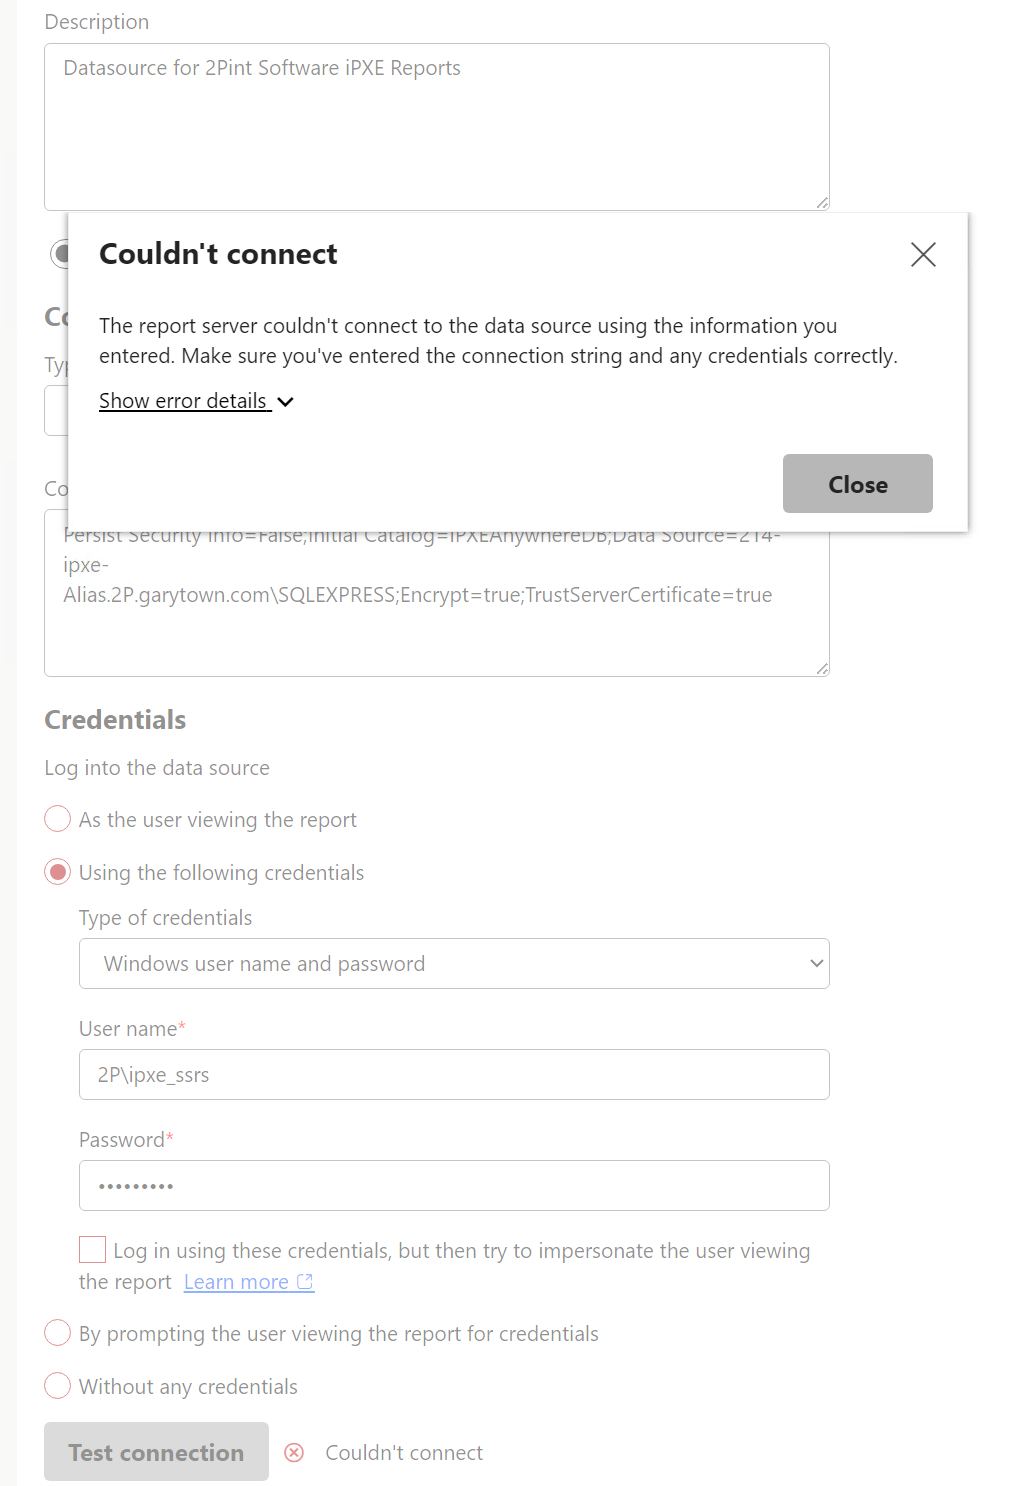 Description
Datasource for 2Pint Software iPXE Reports
Couldn't connect
The report server couldn't connect to the data source using the information you
entered. Make sure you've entered the connection string and any credentials correctly.
Show error details
Close
Persist Security Info=False;Initial Catalog=iPXEAnywhereDB;Data Source=214-
ipxe-
Alias.2P.garytown.com\SQLEXPRESS;Encrypt=true;TrustServerCertificate=true
Credentials
Log into the data source
As the user viewing the report
Using the following credentials
Type of credentials
Windows user name and password
User name*
2P\ipxe_ssrs
Password*
•••••••••
Log in using these credentials, but then try to impersonate the user viewing
the report Learn more
By prompting the user viewing the report for credentials
Without any credentials
Test connection Couldn't connect